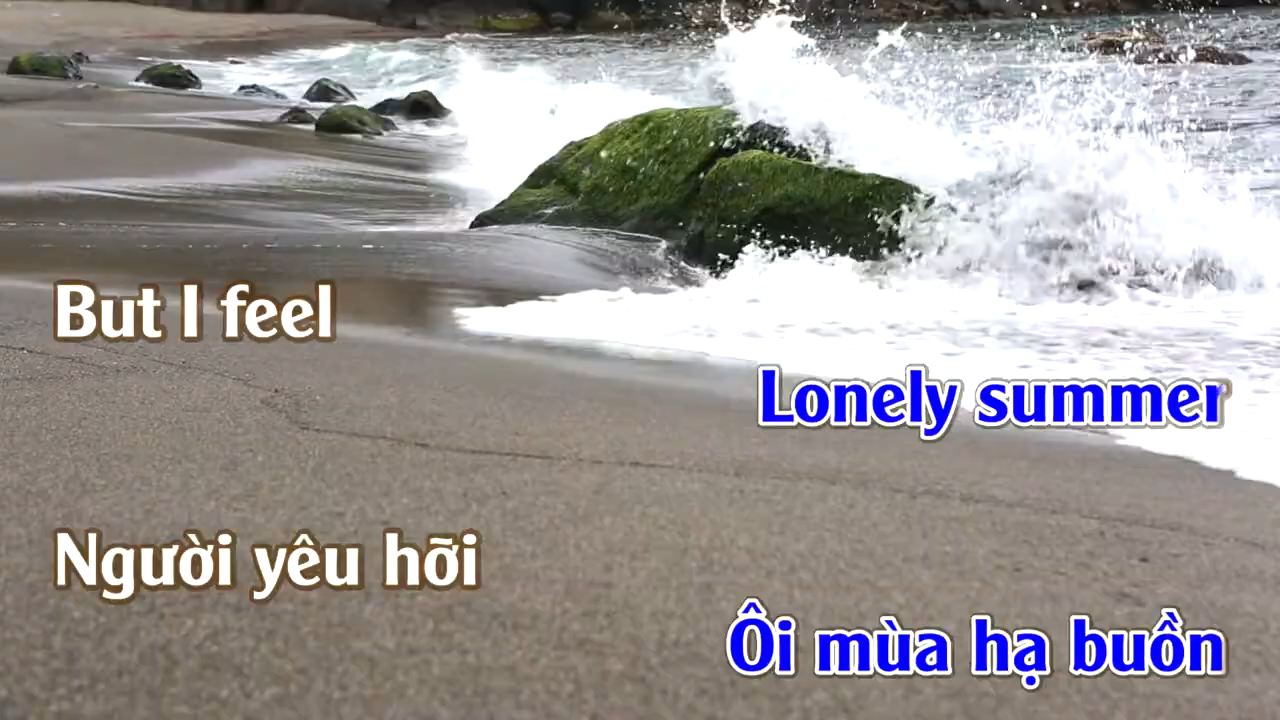 But I feel
Lonely summer
Người yêu hỡi
Ôi mùa hạ buồn